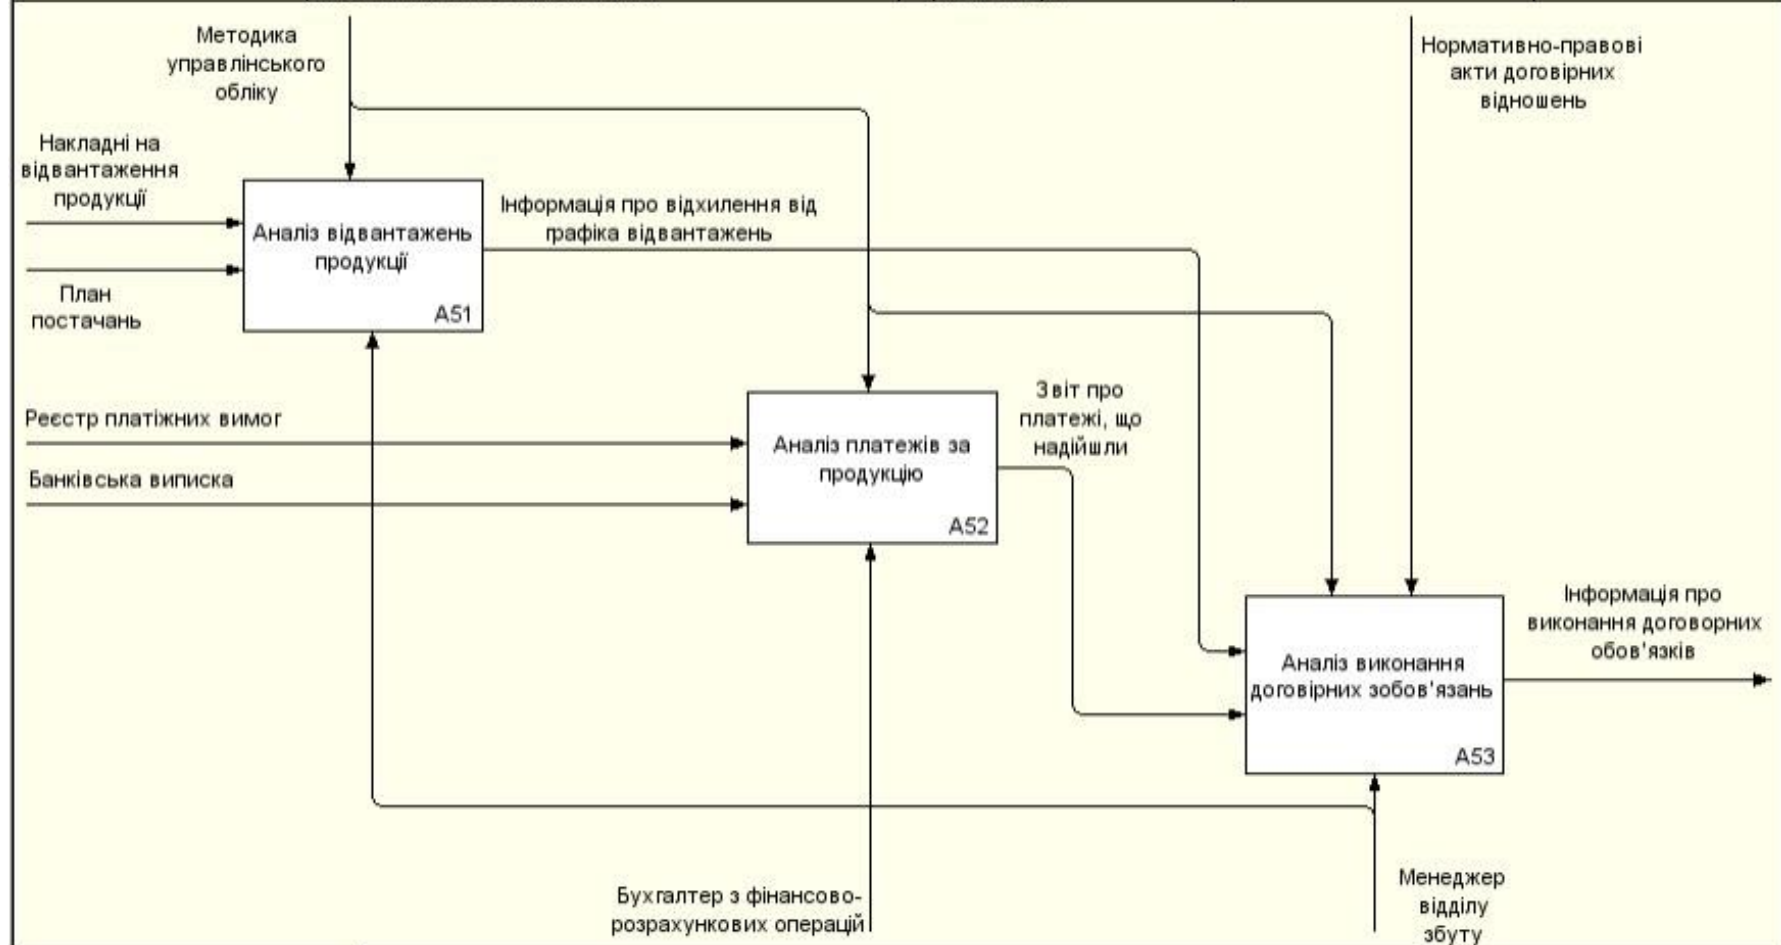 Методика
управлінського
обліку
Нормативно-правові
акти договірних
відношень
Накладні на
відвантаження
продукції
План
постачань
Аналіз відвантажень
продукції
A51
Інформація про відхилення від
графіка відвантажень
Реєстр платіжних вимог
Банківська виписка
Аналіз платежів за
продукцію
A52
Звіт про
платежі, що
надійшли
Аналіз виконання
договірних зобов'язань
A53
Інформація про
виконання договорних
обов'язків
Бухгалтер з фінансово-
розрахункових операцій
Менеджер
відділу
збуту